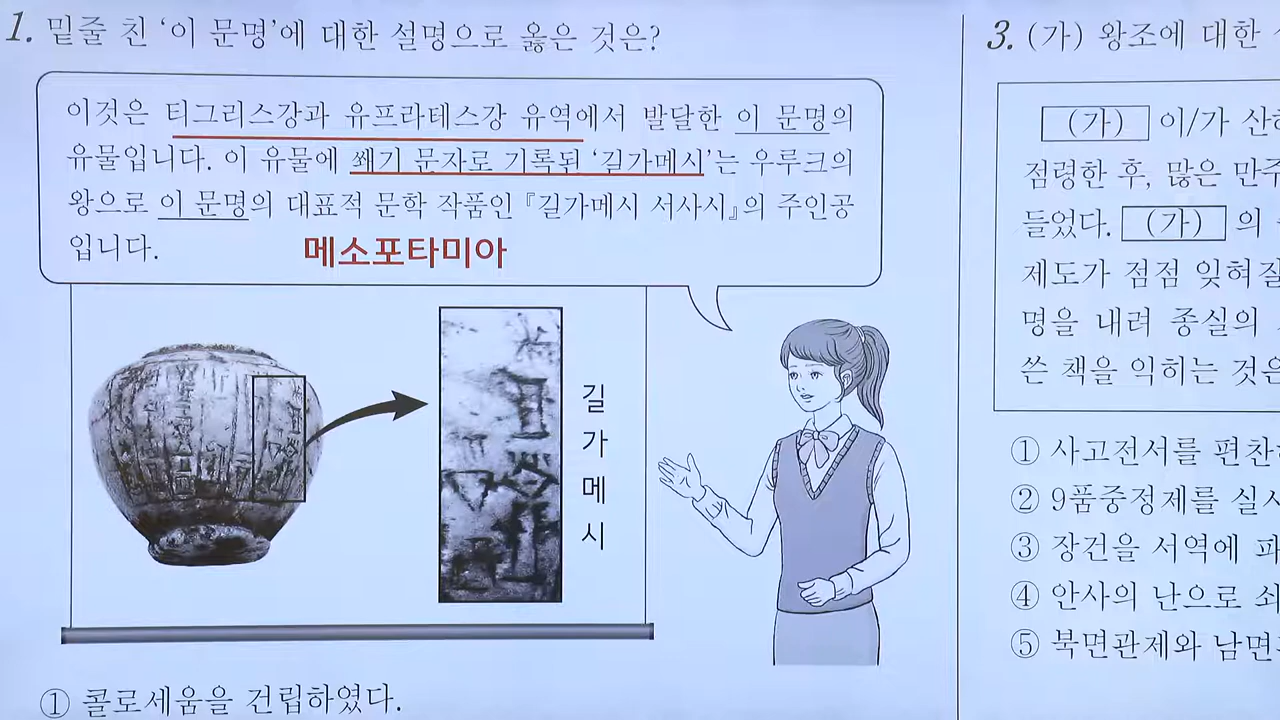 1. 밑줄 친 ‘이 문명’에 대한 설명으로 옳은 것은?
이것은 티그리스강과 유프라테스강 유역에서 발달한 이 문명의
유물입니다. 이 유물에 쐐기 문자로 기록된 ‘길가메시’는 우루크의
왕으로 이 문명의 대표적 문학 작품인 『길가메시 서사시』의 주인공
입니다.
메소포타미아
길가메시
① 콜로세움을 건립하였다.
3. (가) 왕조에 대한
(가) 이/가 산
점령한 후, 많은 만주
들었다. (가) 의
제도가 점점 잊혀질
명을 내려 종실의
쓴 책을 익히는 것은
① 사고전서를 편찬
② 9품중정제를 실시
③ 장건을 서역에 파
④ 안사의 난으로 쇠
⑤ 북면관제와 남면